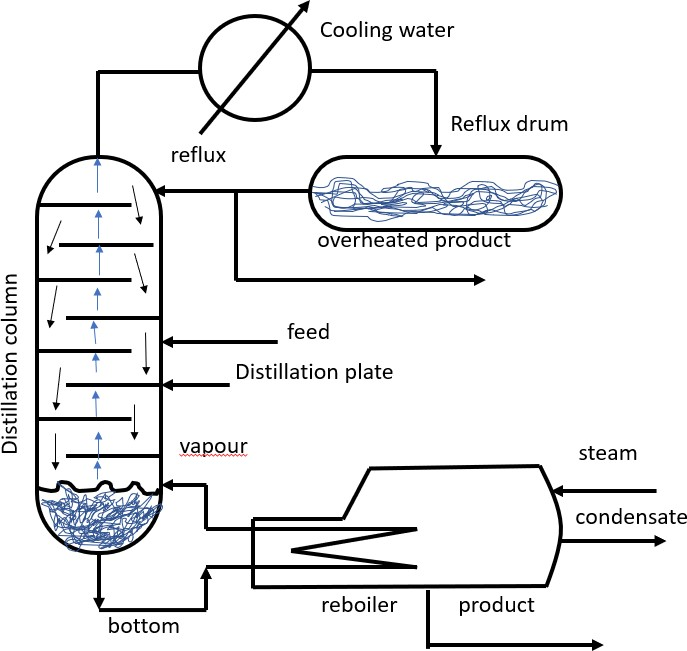 Cooling water
Reflux drum
reflux
overheated product
Distillation column
feed
Distillation plate
vapour
steam
condensate
reboiler
product
bottom